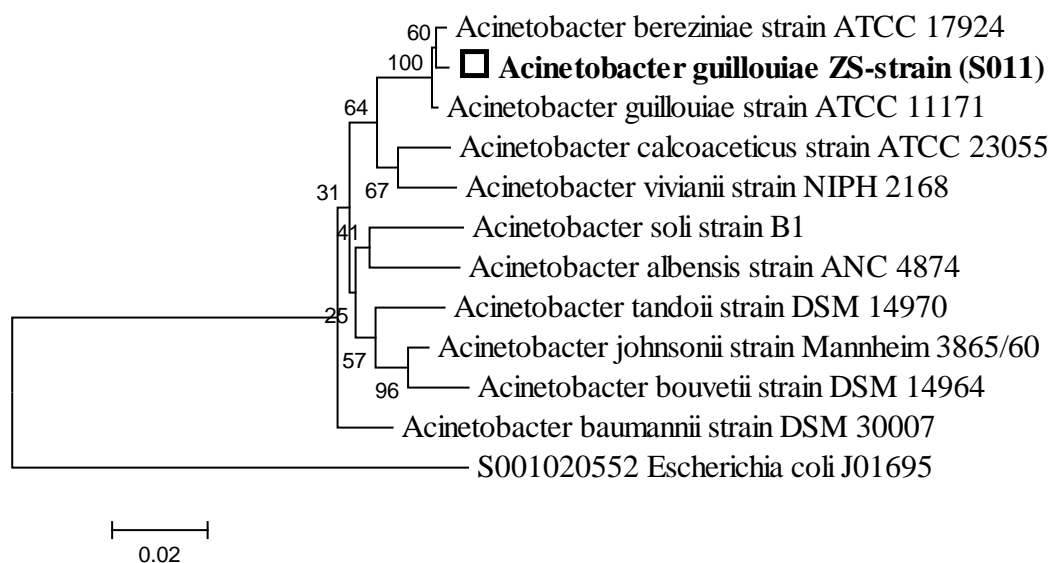 Acinetobacter bereziniae strain ATCC 17924
60
Acinetobacter guillouiae ZS-strain (S011)
100
Acinetobacter guillouiae strain ATCC 11171
64
Acinetobacter calcoaceticus strain ATCC 23055
67
Acinetobacter vivianii strain NIPH 2168
31
Acinetobacter soli strain B1
41
Acinetobacter albensis strain ANC 4874
Acinetobacter tandoii strain DSM 14970
25
Acinetobacter johnsonii strain Mannheim 3865/60
57
Acinetobacter bouvetii strain DSM 14964
96
Acinetobacter baumannii strain DSM 30007
S001020552 Escherichia coli J01695
0.02